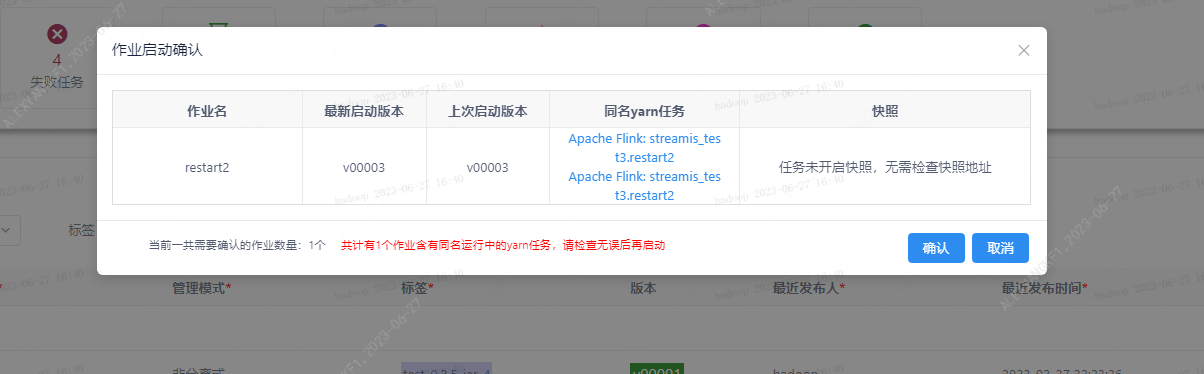 4
失败任务
作业启动确认
作业名 最新启动版本 上次启动版本 同名yarn任务 快照
restart2 v00003 v00003 Apache Flink: streamis_tes
t3.restart2
Apache Flink: streamis_tes
t3.restart2
任务未开启快照，无需检查快照地址
标签
当前一共需要确认的作业数量：1个 共计有1个作业含有同名运行中的yarn任务，请检查无误后再启动
确认 取消
* 管理模式* 标签* 版本 最近发布人* 最近发布时间*
非分离式 v00001 hadoop
hadoop 2023-06-27 16:40